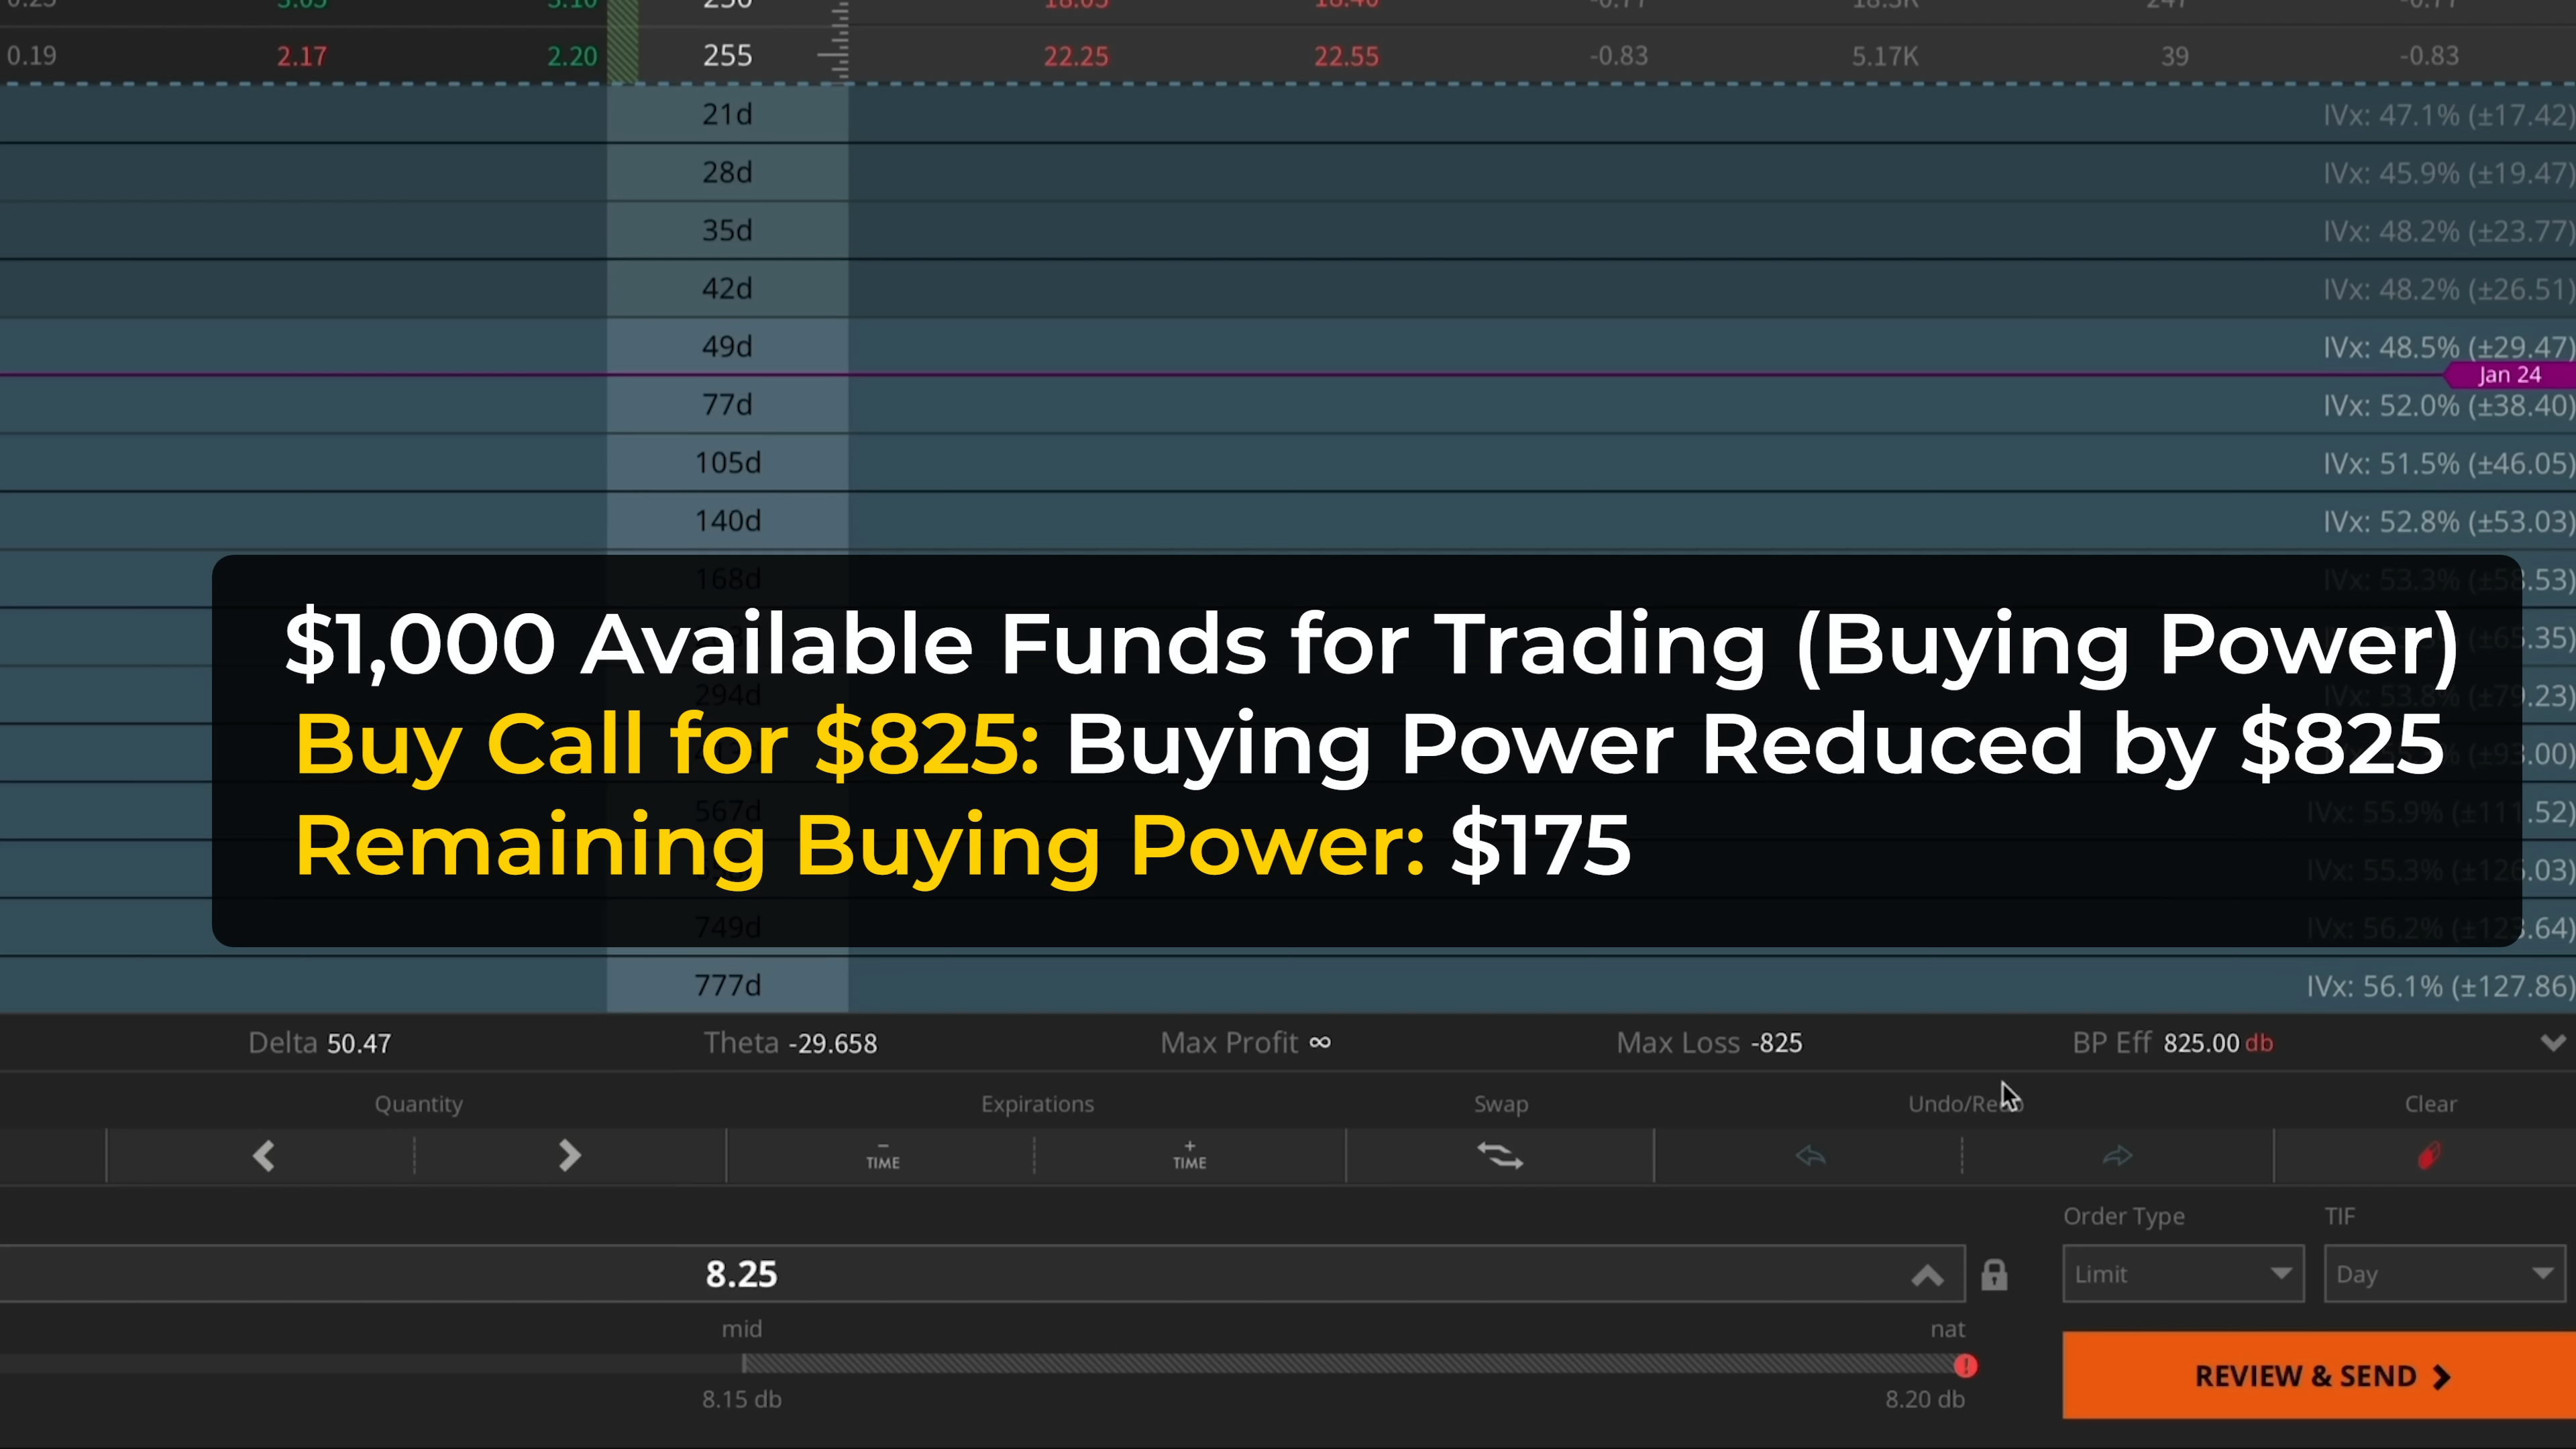 0.19 2.17 2.20 255 22.25 22.55 -0.83 5.17K 39 -0.83
21d IVx: 47.1% (±17.42)
28d IVx: 45.9% (±19.47)
35d IVx: 48.2% (±23.77)
42d IVx: 48.2% (±26.51)
49d IVx: 48.5% (±29.47)
Jan 24
77d IVx: 52.0% (±38.40)
105d IVx: 51.5% (±46.05)
140d IVx: 52.8% (±53.03)
168d
$1,000 Available Funds for Trading (Buying Power)
294d
Buy Call for $825: Buying Power Reduced by $825
567d
Remaining Buying Power: $175
749d
777d IVx: 56.1% (±127.86)
Delta 50.47 Theta -29.658 Max Profit ∞ Max Loss -825 BP Eff 825.00 db
Quantity Expirations Swap Undo/Redo Clear
− TIME + TIME
Order Type TIF
8.25 Limit Day
mid nat
REVIEW & SEND
8.15 db 8.20 db